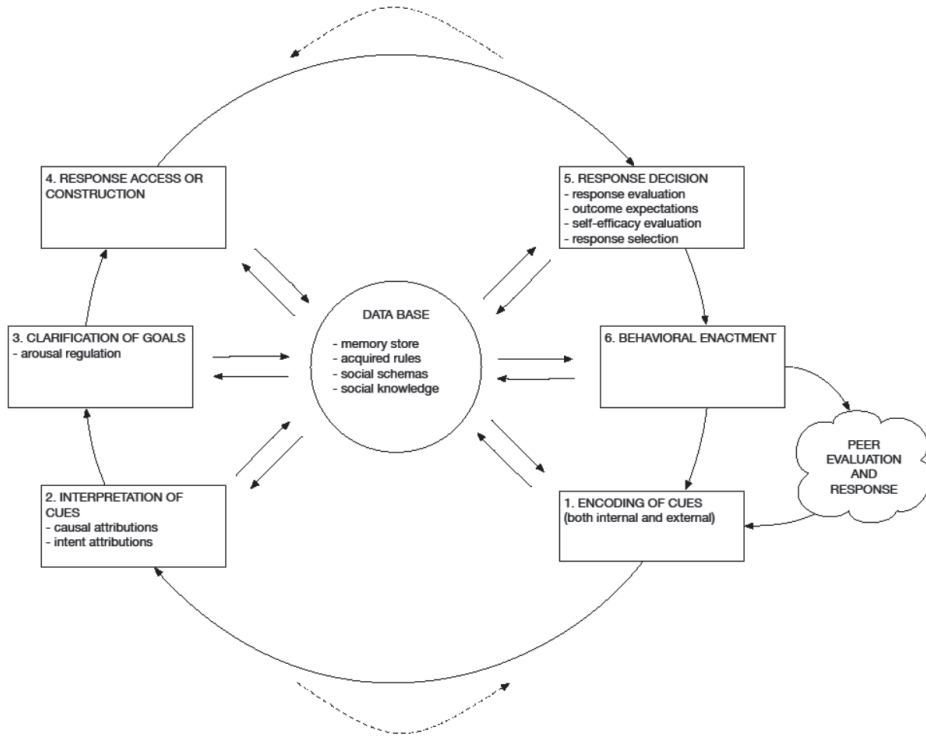 4. RESPONSE ACCESS OR
CONSTRUCTION
5. RESPONSE DECISION
- response evaluation
- outcome expectations
- self-efficacy evaluation
- response selection
3. CLARIFICATION OF GOALS
- arousal regulation
DATA BASE
- memory store
- acquired rules
- social schemas
- social knowledge
6. BEHAVIORAL ENACTMENT
PEER
EVALUATION
AND
RESPONSE
2. INTERPRETATION OF
CUES
- causal attributions
- intent attributions
1. ENCODING OF CUES
(both internal and external)